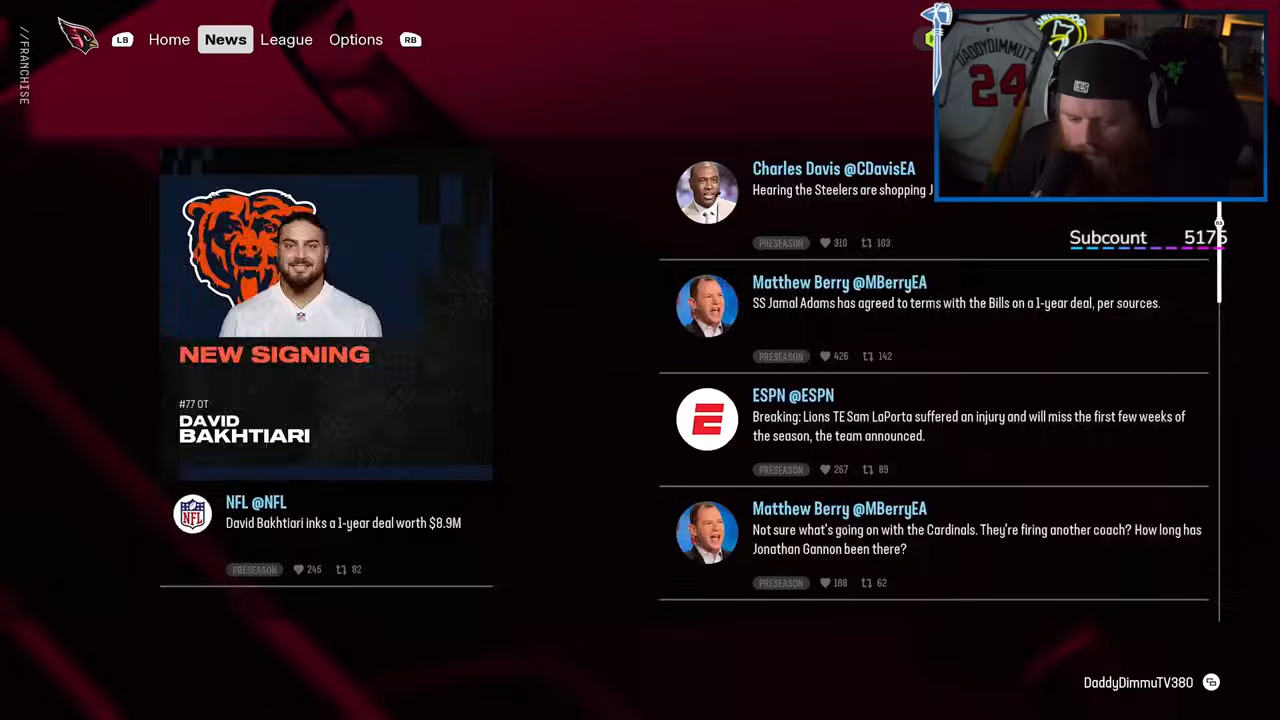 //FRANCHISE
LB Home News League Options RB
DADDYDIMMUT
24
Subcount 5175
NEW SIGNING
#77 OT
DAVID
BAKHTIARI
NFL @NFL
David Bakhtiari inks a 1-year deal worth $8.9M
PRESEASON 246 82
Charles Davis @CDavisEA
Hearing the Steelers are shopping J
PRESEASON 310 103
Matthew Berry @MBerryEA
SS Jamal Adams has agreed to terms with the Bills on a 1-year deal, per sources.
PRESEASON 426 142
ESPN @ESPN
Breaking: Lions TE Sam LaPorta suffered an injury and will miss the first few weeks of
the season, the team announced.
PRESEASON 267 89
Matthew Berry @MBerryEA
Not sure what's going on with the Cardinals. They're firing another coach? How long has
Jonathan Gannon been there?
PRESEASON 188 62
DaddyDimmuTV380